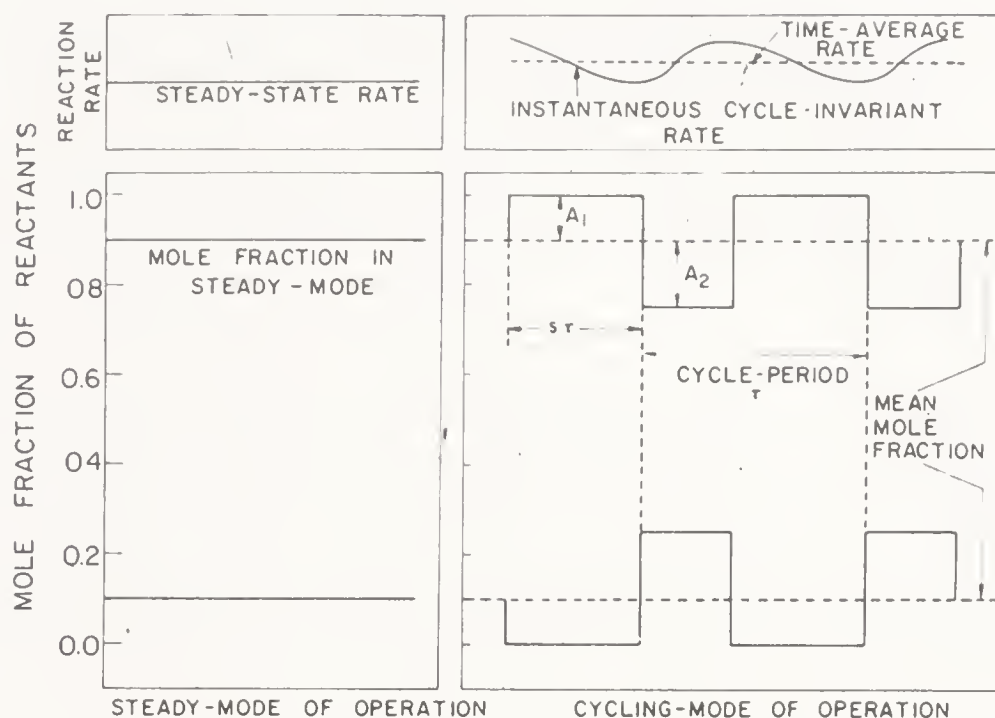 REACTION
RATE
STEADY-STATE RATE
TIME-AVERAGE
RATE
INSTANTANEOUS CYCLE-INVARIANT
RATE
MOLE FRACTION OF REACTANTS
1.0
08
0.6
0.4
0.2
0.0
MOLE FRACTION IN
STEADY-MODE
A1
A2
sτ
CYCLE-PERIOD
τ
MEAN
MOLE
FRACTION
STEADY-MODE OF OPERATION
CYCLING-MODE OF OPERATION